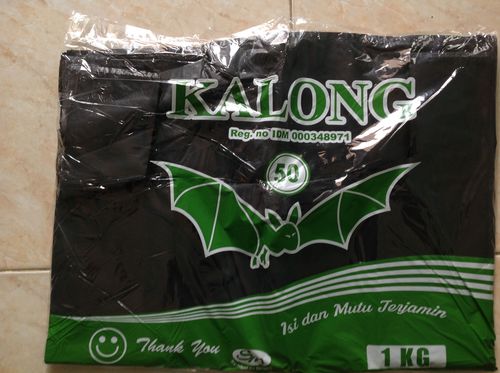 KALONG
Reg. no IDM 000348971
50
Isi dan Mutu Terjamin
Thank You
1 KG